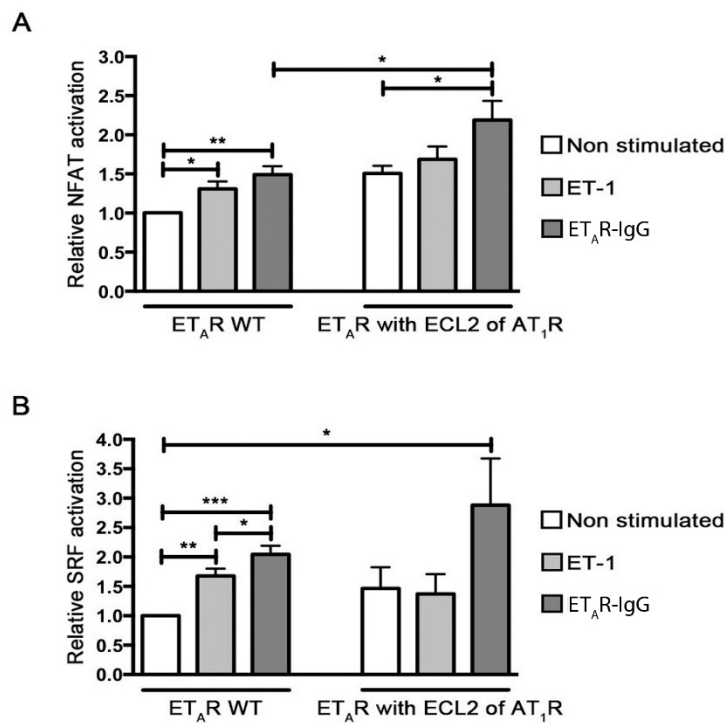 A
Relative NFAT activation
3.0
2.5
2.0
1.5
1.0
0.5
0.0
*
*
**
*
Non stimulated
ET-1
ETAR-IgG
ETAR WT
ETAR with ECL2 of AT1R
B
Relative SRF activation
4.0
3.5
3.0
2.5
2.0
1.5
1.0
0.5
0.0
*
***
*
**
Non stimulated
ET-1
ETAR-IgG
ETAR WT
ETAR with ECL2 of AT1R